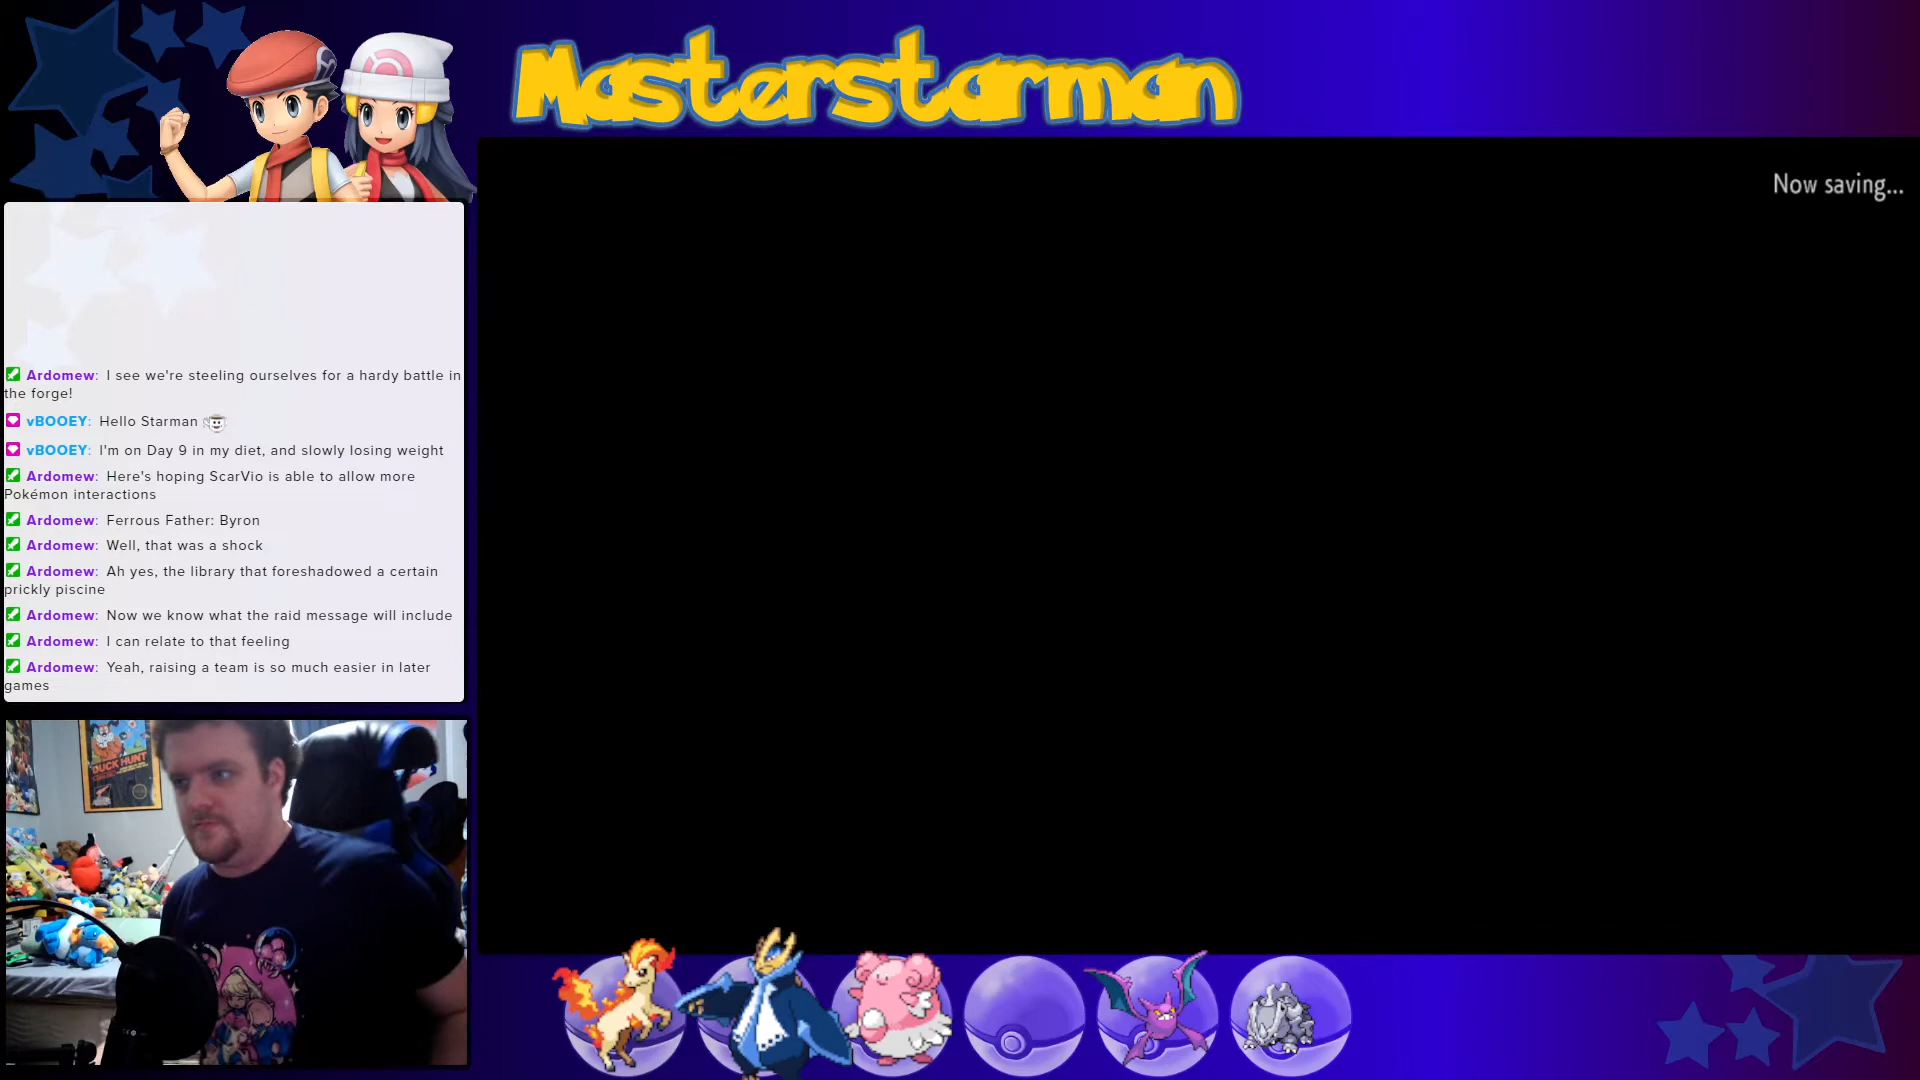 Masterstarman
Now saving...
Ardomew: I see we're steeling ourselves for a hardy battle in
the forge!
vBOOEY: Hello Starman
vBOOEY: I'm on Day 9 in my diet, and slowly losing weight
Ardomew: Here's hoping ScarVio is able to allow more
Pokémon interactions
Ardomew: Ferrous Father: Byron
Ardomew: Well, that was a shock
Ardomew: Ah yes, the library that foreshadowed a certain
prickly piscine
Ardomew: Now we know what the raid message will include
Ardomew: I can relate to that feeling
Ardomew: Yeah, raising a team is so much easier in later
games
DUCK HUNT